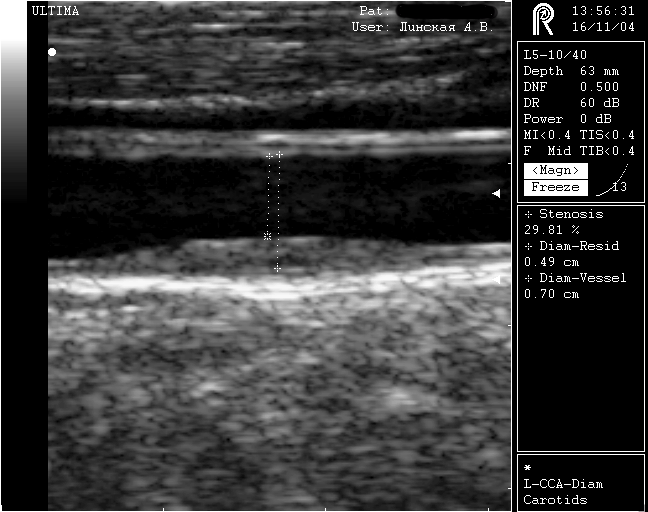 ULTIMA
Pat:
User: Линская А.В.
R
13:56:31
16/11/04
L5-10/40
Depth 63 mm
DNF 0.500
DR 60 dB
Power 0 dB
MI<0.4 TIS<0.4
F Mid TIB<0.4
<Magn>
Freeze 13
Stenosis
29.81 %
Diam-Resid
0.49 cm
Diam-Vessel
0.70 cm
*
L-CCA-Diam
Carotids